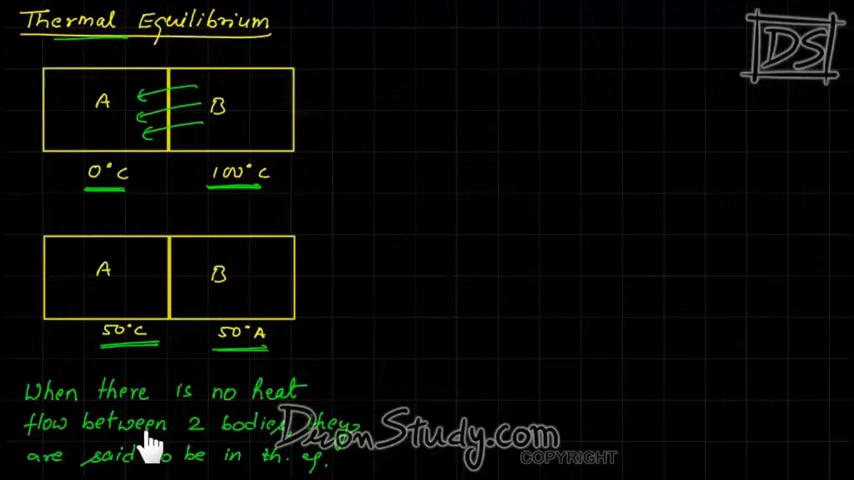 Thermal Equilibrium
DS
A B
0°C 100°C
A B
50°C 50°A
When there is no heat
flow between 2 bodies, they
are said to be in th. eq.
DronStudy.com
COPYRIGHT